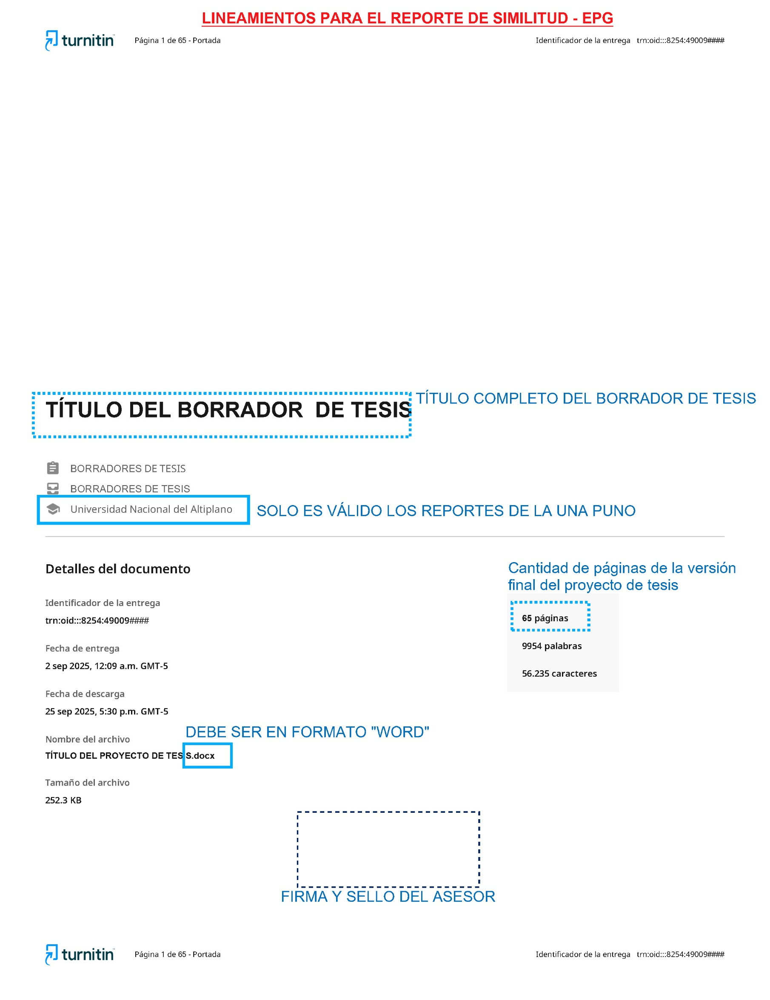 LINEAMIENTOS PARA EL REPORTE DE SIMILITUD - EPG
turnitin Página 1 de 65 - Portada Identificador de la entrega trn:oid:::8254:49009####
TÍTULO COMPLETO DEL BORRADOR DE TESIS
TÍTULO DEL BORRADOR DE TESIS
BORRADORES DE TESIS
BORRADORES DE TESIS
Universidad Nacional del Altiplano SOLO ES VÁLIDO LOS REPORTES DE LA UNA PUNO
Detalles del documento
Cantidad de páginas de la versión
final del proyecto de tesis
Identificador de la entrega
trn:oid:::8254:49009####
65 páginas
Fecha de entrega
9954 palabras
2 sep 2025, 12:09 a.m. GMT-5
56.235 caracteres
Fecha de descarga
25 sep 2025, 5:30 p.m. GMT-5
DEBE SER EN FORMATO "WORD"
Nombre del archivo
TÍTULO DEL PROYECTO DE TESIS.docx
Tamaño del archivo
252.3 KB
FIRMA Y SELLO DEL ASESOR
turnitin Página 1 de 65 - Portada Identificador de la entrega trn:oid:::8254:49009####